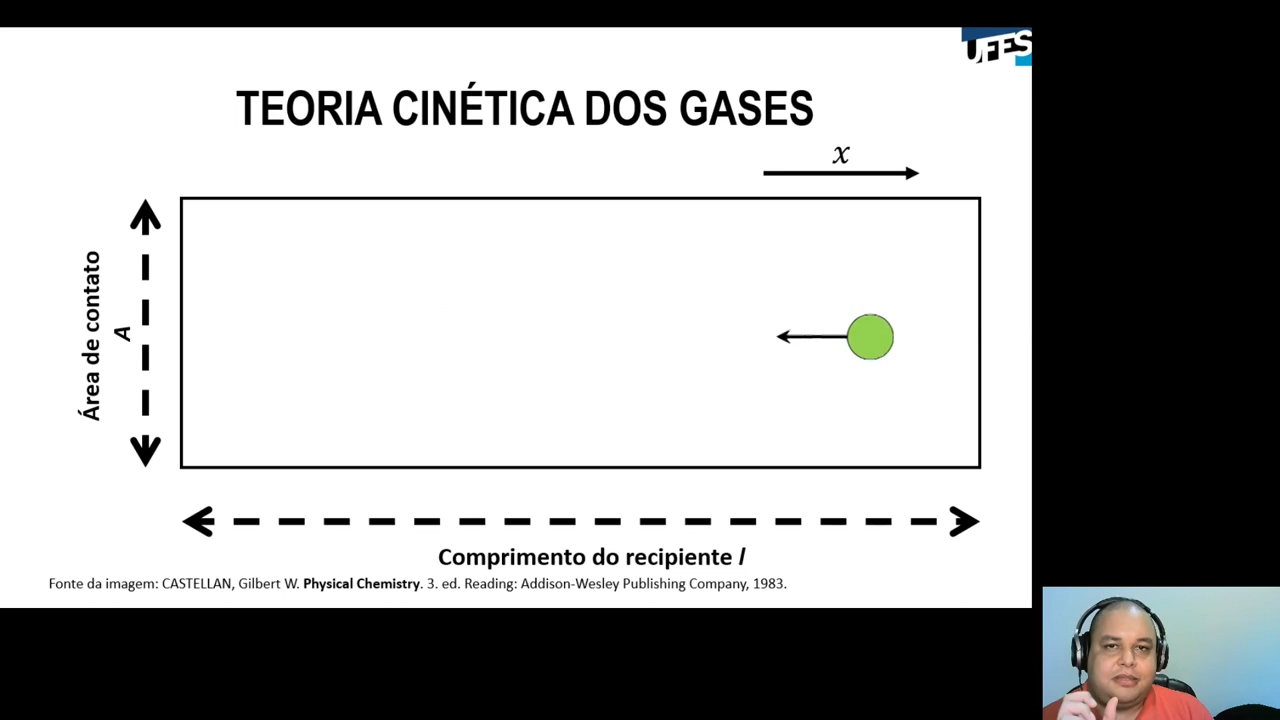 UFES
TEORIA CINÉTICA DOS GASES
x
Área de contato
A
Comprimento do recipiente l
Fonte da imagem: CASTELLAN, Gilbert W. Physical Chemistry. 3. ed. Reading: Addison-Wesley Publishing Company, 1983.